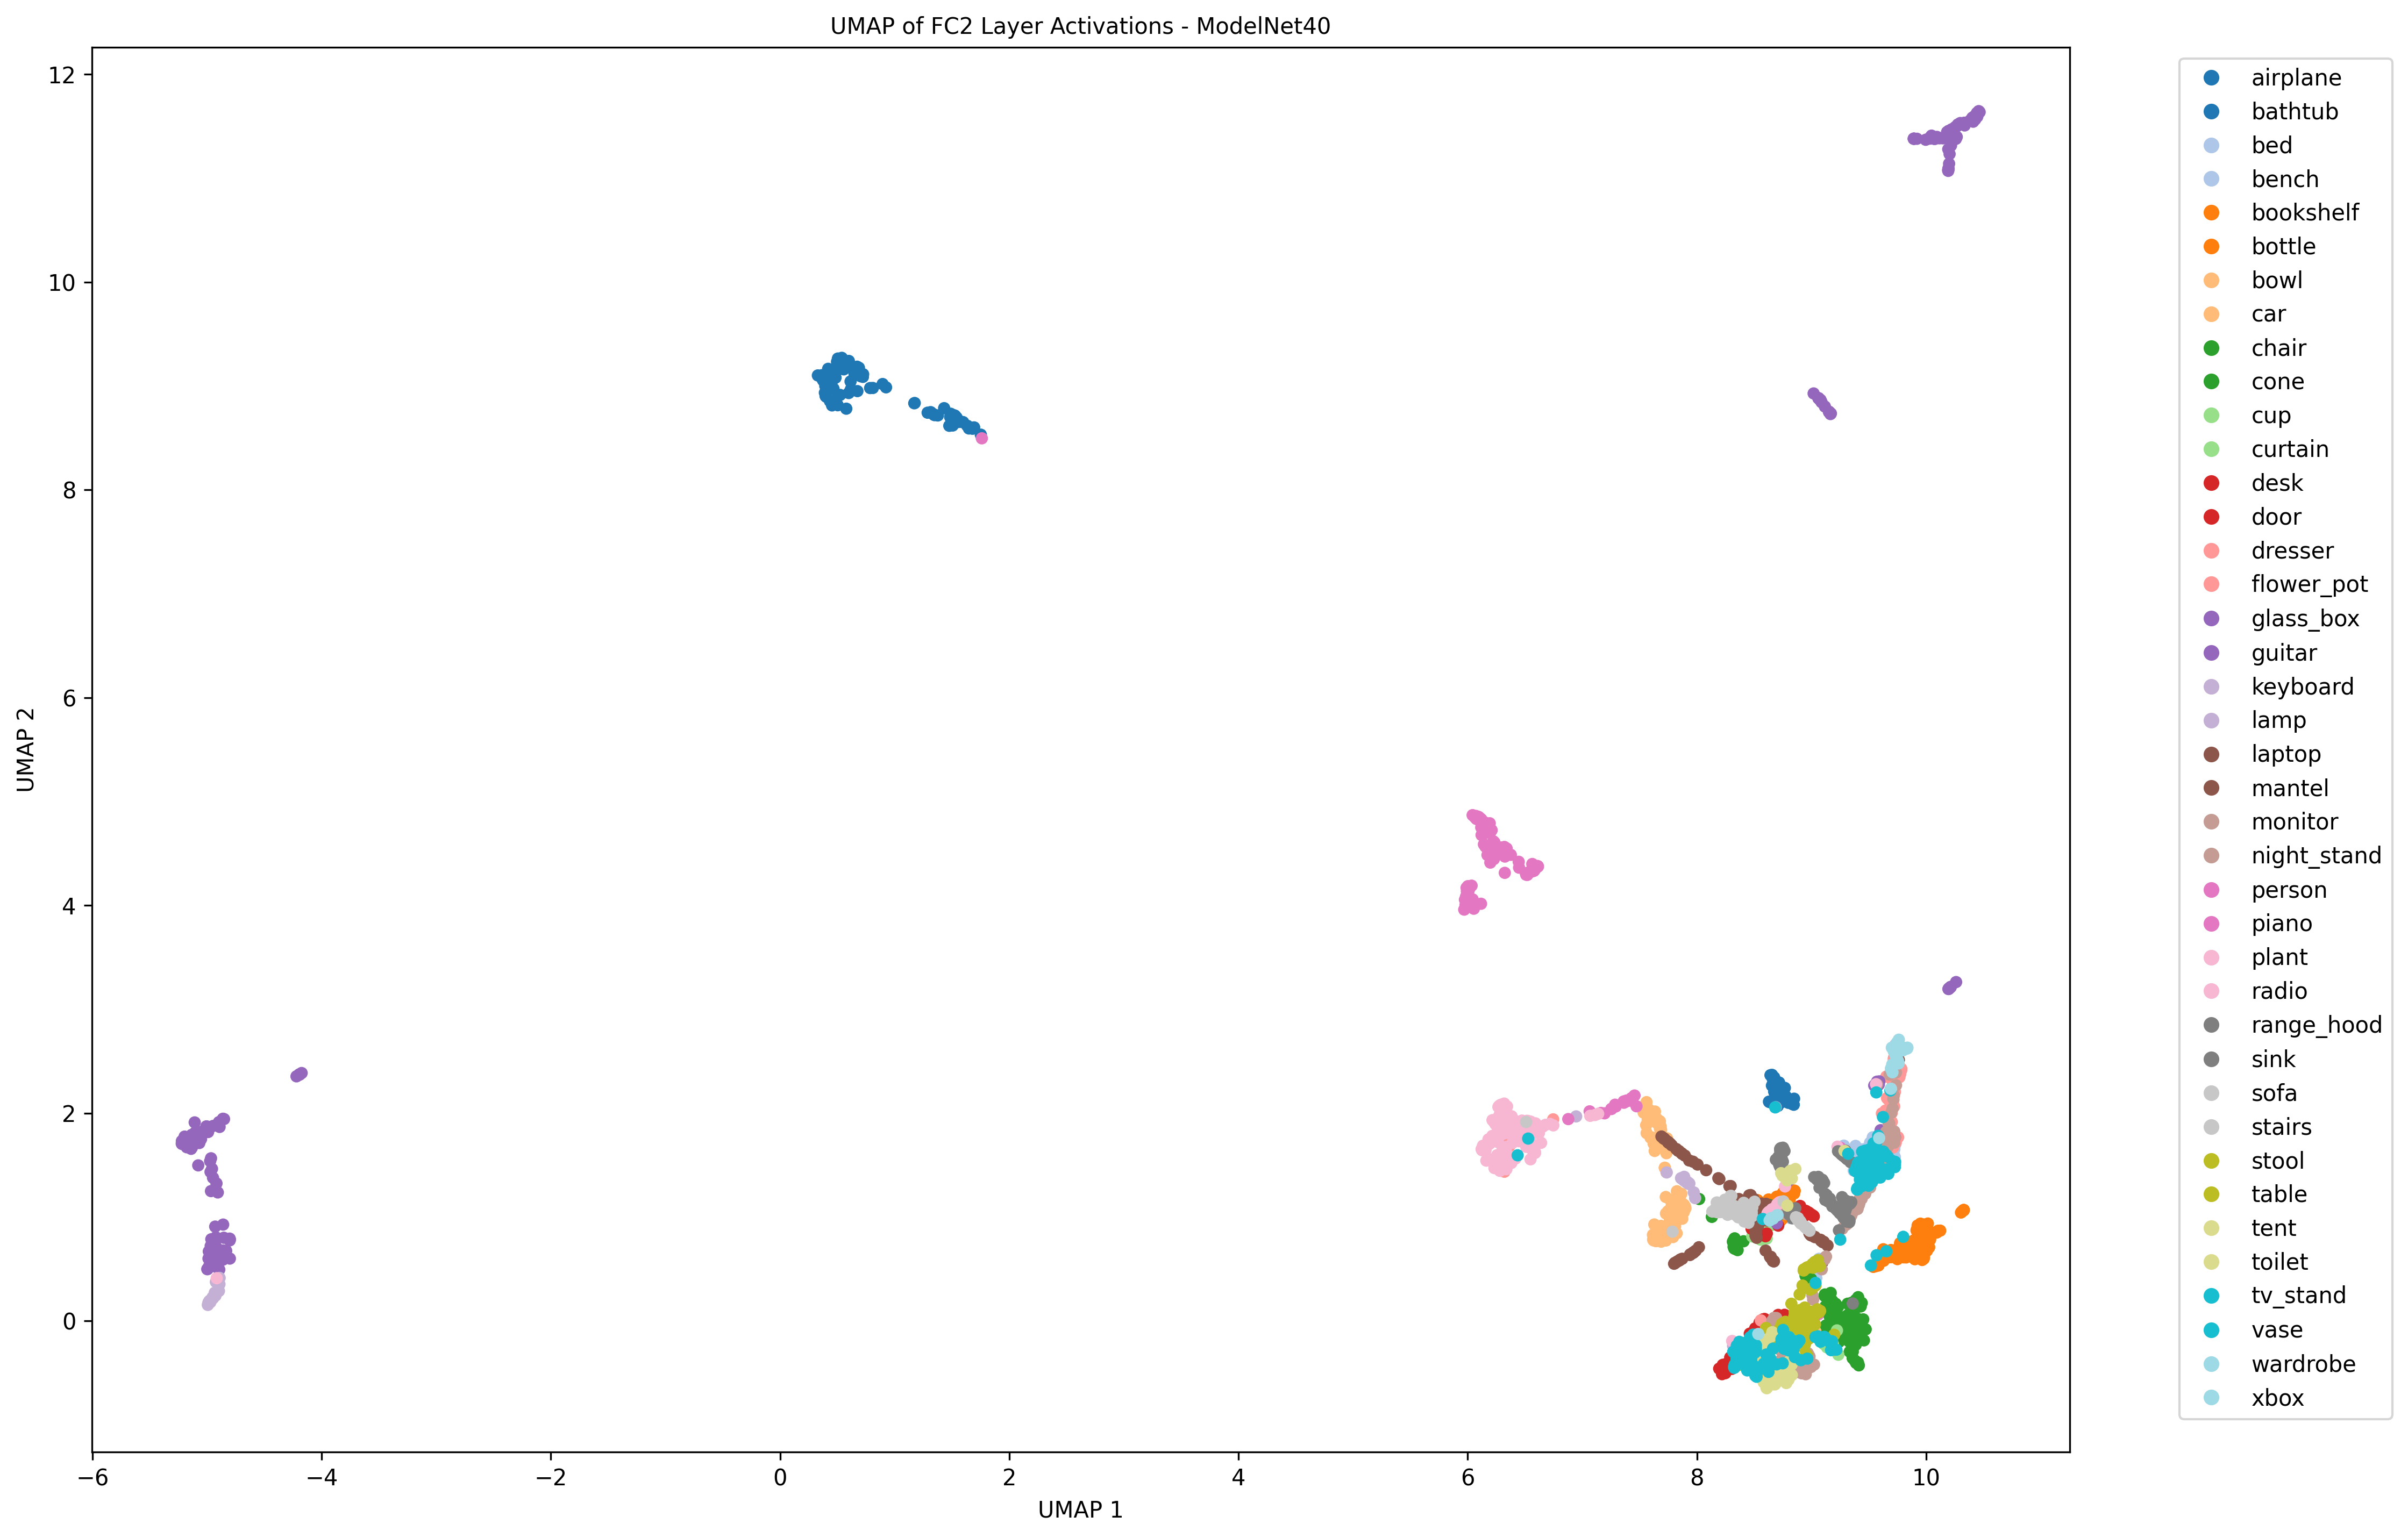 UMAP of FC2 Layer Activations - ModelNet40
12
10
8
6
4
2
0
UMAP 2
−6
−4
−2
0
2
4
6
8
10
UMAP 1
airplane
bathtub
bed
bench
bookshelf
bottle
bowl
car
chair
cone
cup
curtain
desk
door
dresser
flower_pot
glass_box
guitar
keyboard
lamp
laptop
mantel
monitor
night_stand
person
piano
plant
radio
range_hood
sink
sofa
stairs
stool
table
tent
toilet
tv_stand
vase
wardrobe
xbox